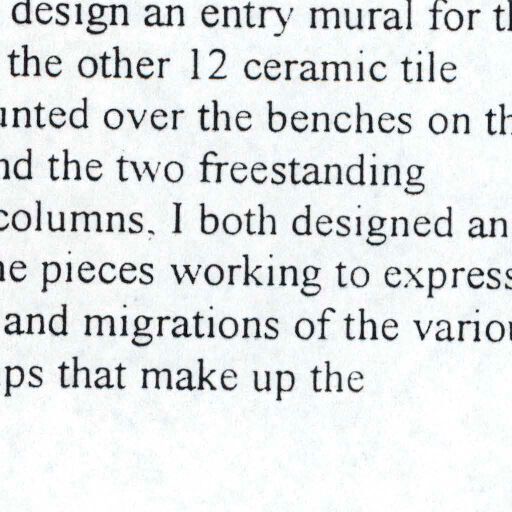 design an entry mural for th
the other 12 ceramic tile
unted over the benches on th
nd the two freestanding
columns, I both designed an
ne pieces working to express
and migrations of the variou
ps that make up the